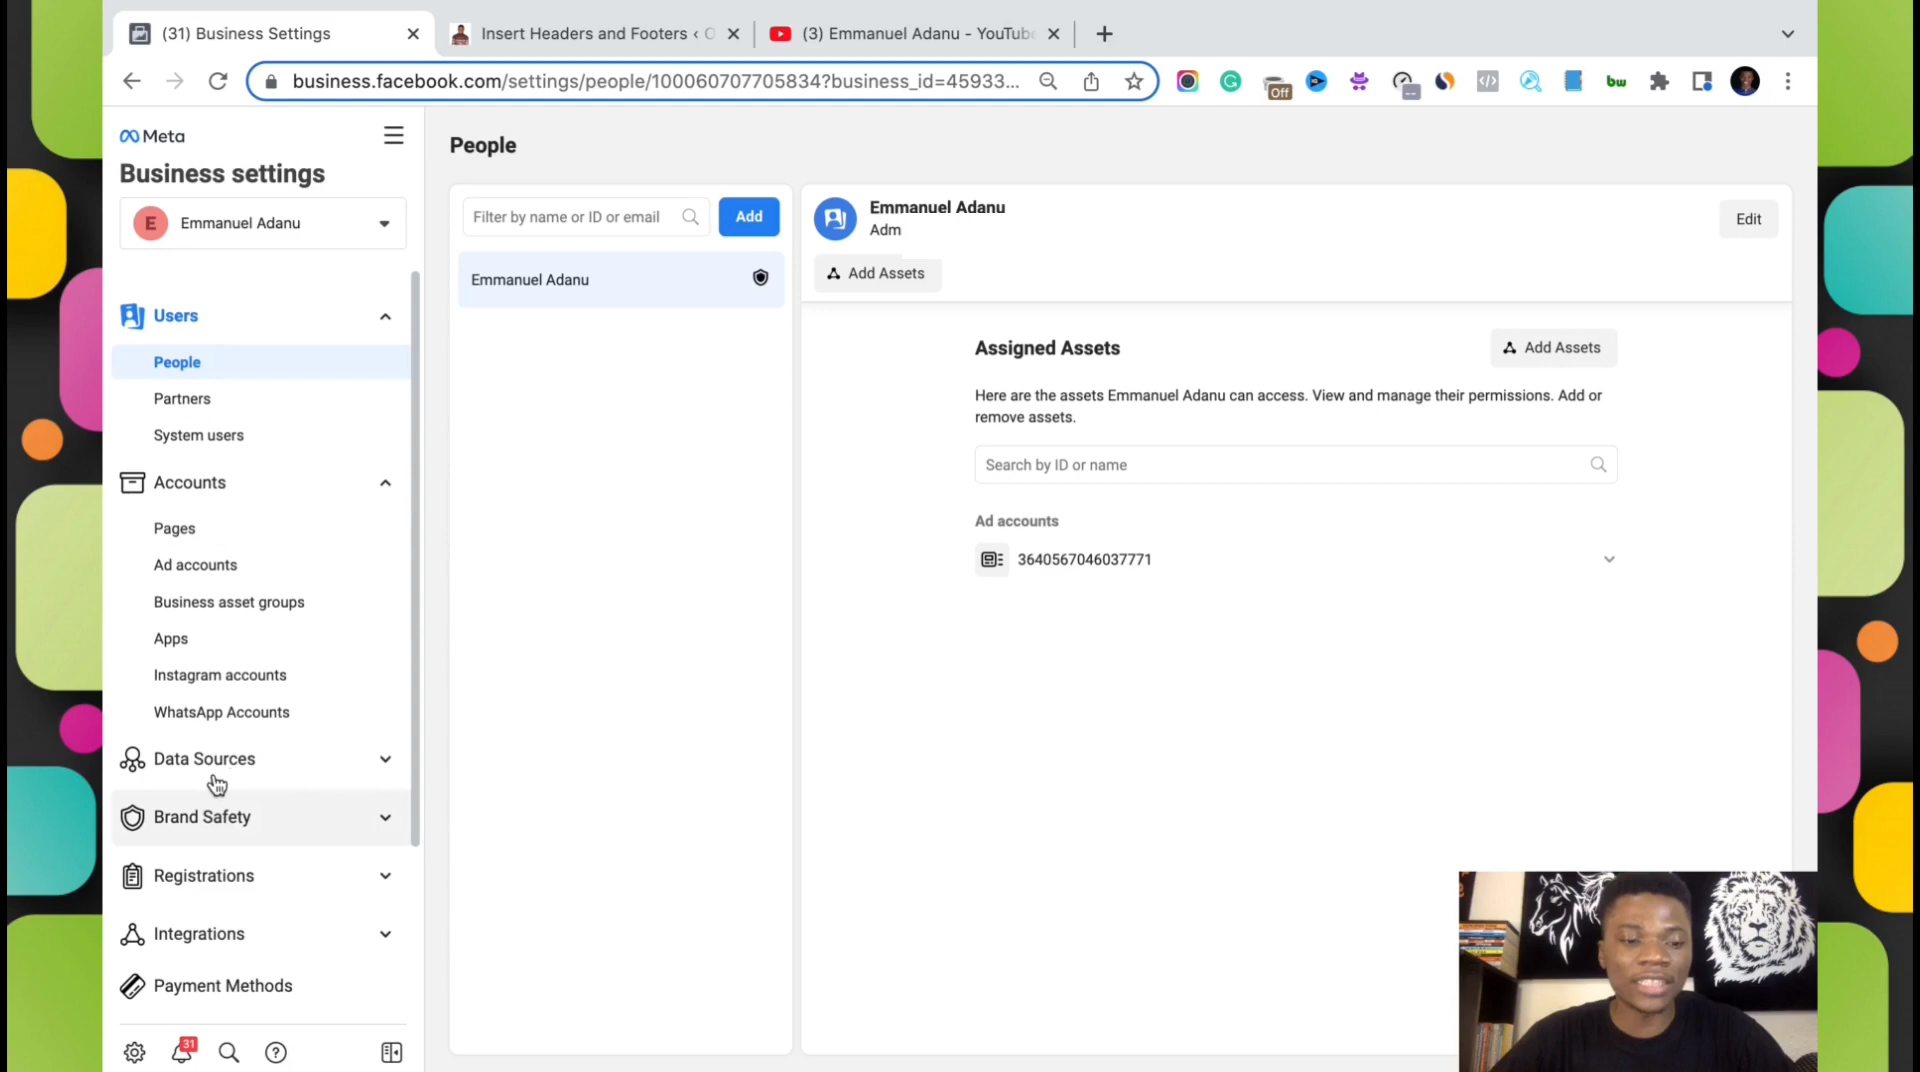 (31) Business Settings
Insert Headers and Footers ‹ O
(3) Emmanuel Adanu - YouTube
business.facebook.com/settings/people/100060707705834?business_id=45933...
Off
bw
Meta
Business settings
E
Emmanuel Adanu
Users
People
Partners
System users
Accounts
Pages
Ad accounts
Business asset groups
Apps
Instagram accounts
WhatsApp Accounts
Data Sources
Brand Safety
Registrations
Integrations
Payment Methods
31
People
Filter by name or ID or email
Add
Emmanuel Adanu
Emmanuel Adanu
Adm
Edit
Add Assets
Assigned Assets
Add Assets
Here are the assets Emmanuel Adanu can access. View and manage their permissions. Add or
remove assets.
Search by ID or name
Ad accounts
3640567046037771